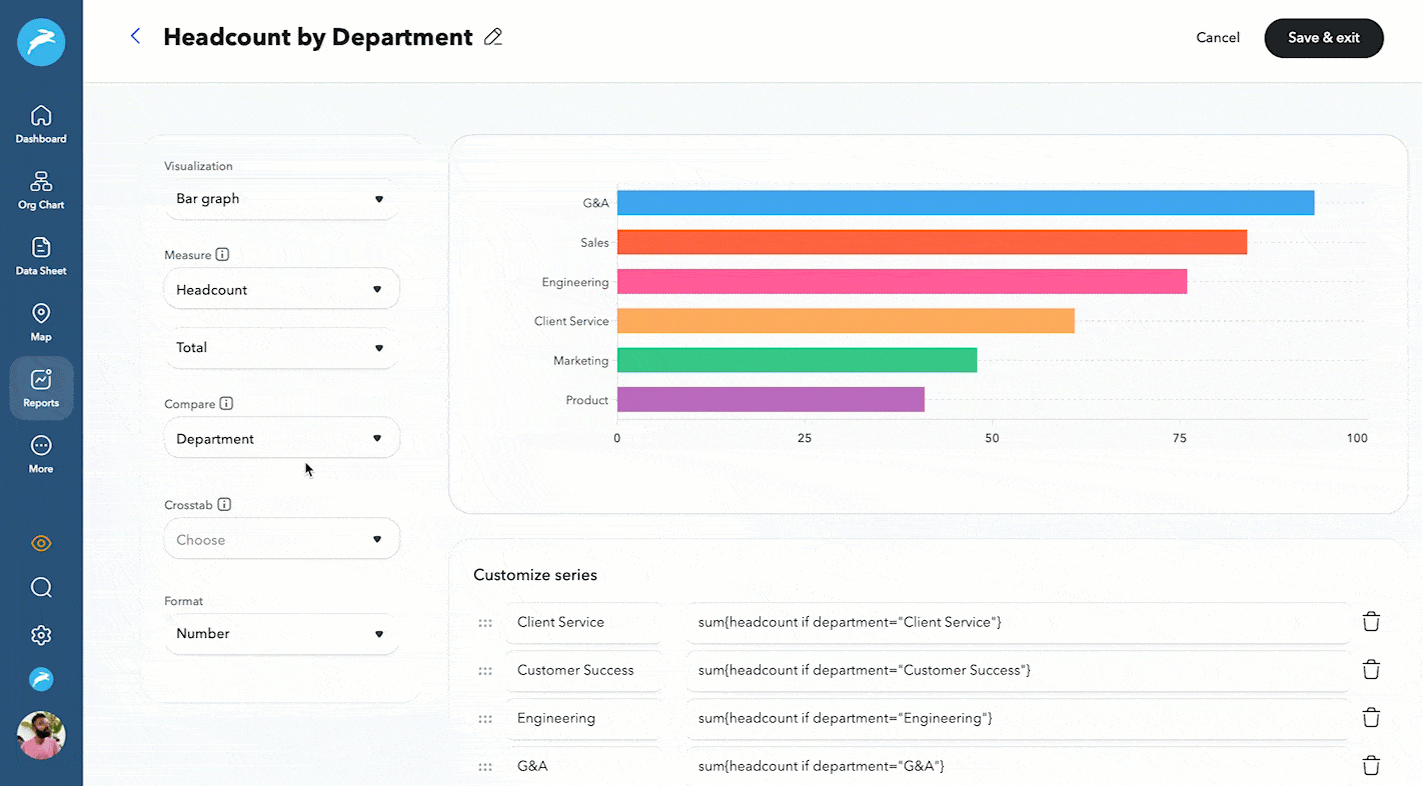 Headcount by Department
Cancel
Save & exit
Dashboard
Org Chart
Data Sheet
Map
Reports
More
Visualization
Bar graph
Measure
Headcount
Total
Compare
Department
Crosstab
Choose
Format
Number
G&A
Sales
Engineering
Client Service
Marketing
Product
0 25 50 75 100
Customize series
Client Service sum{headcount if department="Client Service"}
Customer Success sum{headcount if department="Customer Success"}
Engineering sum{headcount if department="Engineering"}
G&A sum{headcount if department="G&A"}